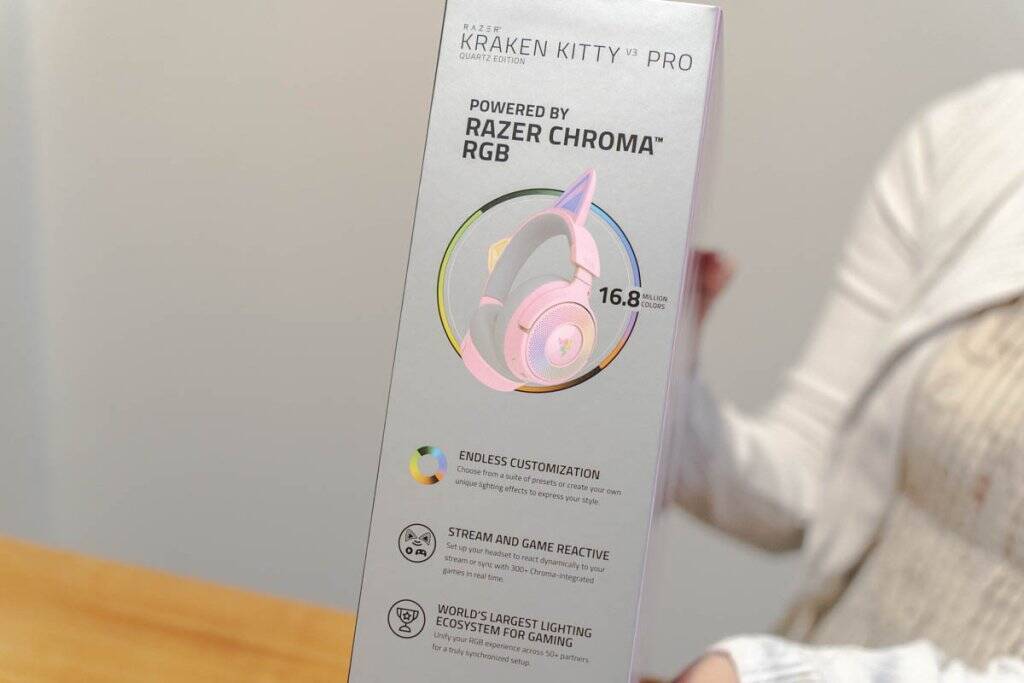 RAZER
KRAKEN KITTY V3 PRO
QUARTZ EDITION
POWERED BY
RAZER CHROMA™
RGB
16.8 MILLION
COLORS
ENDLESS CUSTOMIZATION
Choose from a suite of presets or create your own
unique lighting effects to express your style.
STREAM AND GAME REACTIVE
Set up your headset to react dynamically to your
stream or sync with 300+ Chroma-integrated
games in real time.
WORLD'S LARGEST LIGHTING
ECOSYSTEM FOR GAMING
Unify your RGB experience across 50+ partners
for a truly synchronized setup.